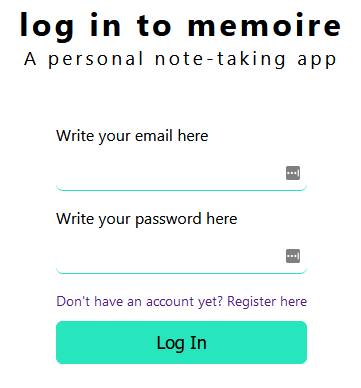 log in to memoire
A personal note-taking app
Write your email here
Write your password here
Don't have an account yet? Register here
Log In